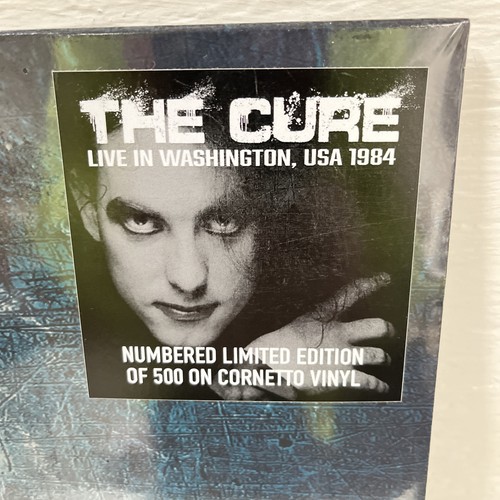 THE CURE
LIVE IN WASHINGTON, USA 1984
NUMBERED LIMITED EDITION
OF 500 ON CORNETTO VINYL